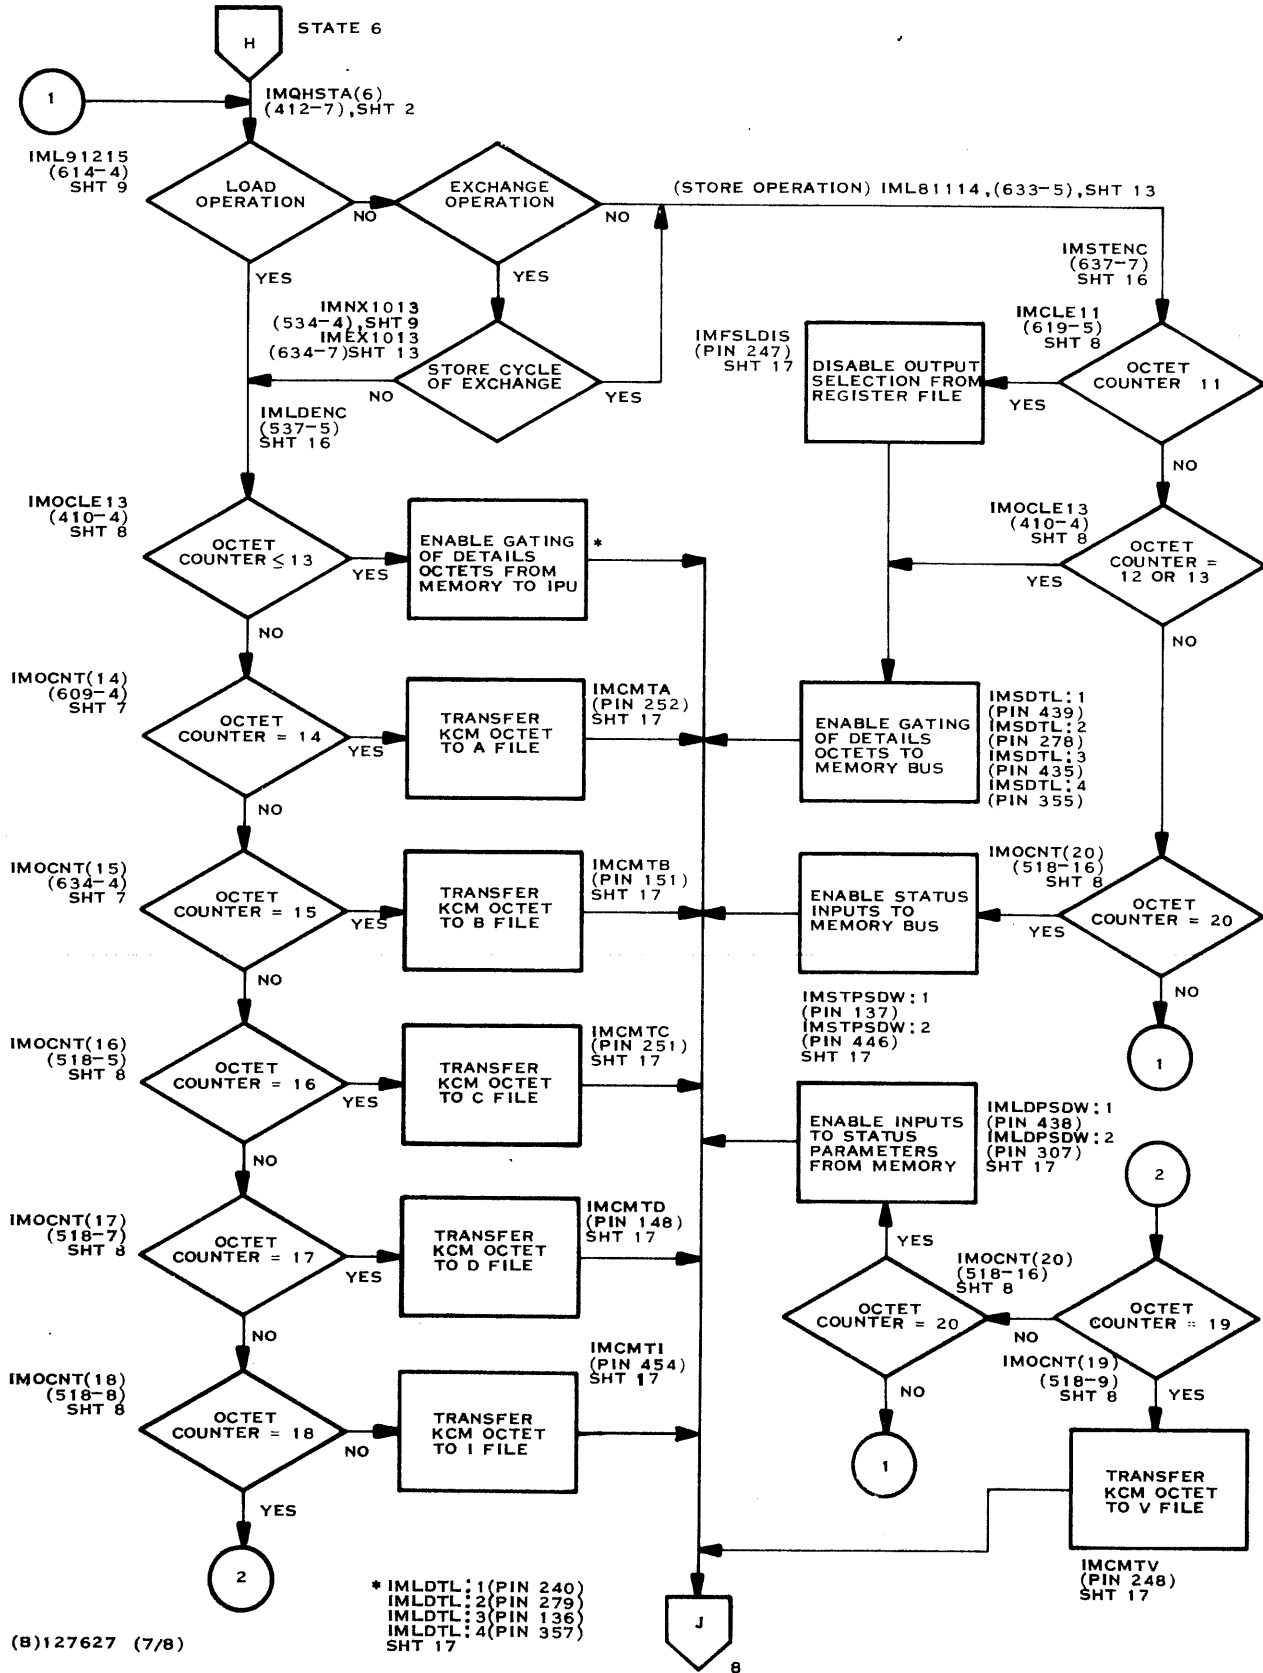 H
STATE 6
1
IMQHSTA(6)
(412-7),SHT 2
IML91215
(614-4)
SHT 9
LOAD
OPERATION
NO
YES
EXCHANGE
OPERATION
NO
YES
(STORE OPERATION) IML81114,(633-5),SHT 13
IMNX1013
(534-4),SHT 9
IMEX1013
(634-7)SHT 13
STORE CYCLE
OF EXCHANGE
NO
YES
IMSTENC
(637-7)
SHT 16
IMCLE11
(619-5)
SHT 8
OCTET
COUNTER 11
YES
NO
IMFSLDIS
(PIN 247)
SHT 17
DISABLE OUTPUT
SELECTION FROM
REGISTER FILE
IMLDENC
(537-5)
SHT 16
IMOCLE13
(410-4)
SHT 8
OCTET
COUNTER ≤ 13
YES
NO
ENABLE GATING
OF DETAILS
OCTETS FROM
MEMORY TO IPU
*
IMOCLE13
(410-4)
SHT 8
OCTET
COUNTER =
12 OR 13
YES
NO
IMOCNT(14)
(609-4)
SHT 7
OCTET
COUNTER = 14
YES
NO
TRANSFER
KCM OCTET
TO A FILE
IMCMTA
(PIN 252)
SHT 17
ENABLE GATING
OF DETAILS
OCTETS TO
MEMORY BUS
IMSDTL:1
(PIN 439)
IMSDTL:2
(PIN 278)
IMSDTL:3
(PIN 435)
IMSDTL:4
(PIN 355)
IMOCNT(15)
(634-4)
SHT 7
OCTET
COUNTER = 15
YES
NO
TRANSFER
KCM OCTET
TO B FILE
IMCMTB
(PIN 151)
SHT 17
ENABLE STATUS
INPUTS TO
MEMORY BUS
IMOCNT(20)
(518-16)
SHT 8
OCTET
COUNTER = 20
YES
NO
1
IMSTPSDW:1
(PIN 137)
IMSTPSDW:2
(PIN 446)
SHT 17
IMOCNT(16)
(518-5)
SHT 8
OCTET
COUNTER = 16
YES
NO
TRANSFER
KCM OCTET
TO C FILE
IMCMTC
(PIN 251)
SHT 17
ENABLE INPUTS
TO STATUS
PARAMETERS
FROM MEMORY
IMLDPSDW:1
(PIN 438)
IMLDPSDW:2
(PIN 307)
SHT 17
2
IMOCNT(17)
(518-7)
SHT 8
OCTET
COUNTER = 17
YES
NO
TRANSFER
KCM OCTET
TO D FILE
IMCMTD
(PIN 148)
SHT 17
YES
IMOCNT(20)
(518-16)
SHT 8
OCTET
COUNTER = 20
NO
1
OCTET
COUNTER = 19
NO
IMOCNT(19)
(518-9)
SHT 8
YES
IMOCNT(18)
(518-8)
SHT 8
OCTET
COUNTER = 18
NO
YES
TRANSFER
KCM OCTET
TO I FILE
IMCMTI
(PIN 454)
SHT 17
TRANSFER
KCM OCTET
TO V FILE
IMCMTV
(PIN 248)
SHT 17
2
* IMLDTL:1(PIN 240)
IMLDTL:2(PIN 279)
IMLDTL:3(PIN 136)
IMLDTL:4(PIN 357)
SHT 17
J
8
(B)127627 (7/8)